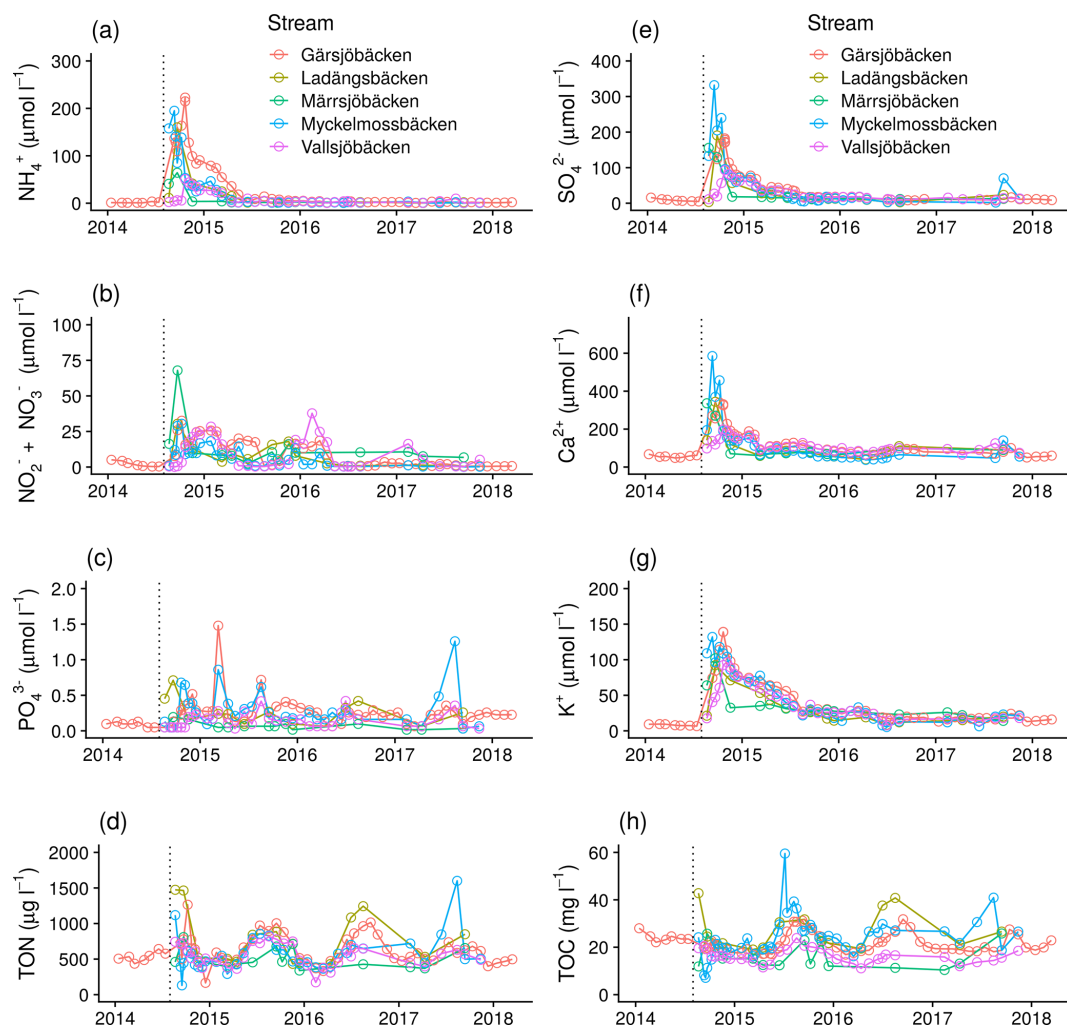 (a)
Stream
Gärsjöbäcken
Ladängsbäcken
Märrsjöbäcken
Myckelmossbäcken
Vallsjöbäcken
NH₄⁺ (μmol l⁻¹)
300
200
100
0
2014 2015 2016 2017 2018
(e)
Stream
Gärsjöbäcken
Ladängsbäcken
Märrsjöbäcken
Myckelmossbäcken
Vallsjöbäcken
SO₄²⁻ (μmol l⁻¹)
400
300
200
100
0
2014 2015 2016 2017 2018
(b)
NO₂⁻ + NO₃⁻ (μmol l⁻¹)
100
75
50
25
0
2014 2015 2016 2017 2018
(f)
Ca²⁺ (μmol l⁻¹)
600
400
200
0
2014 2015 2016 2017 2018
(c)
PO₄³⁻ (μmol l⁻¹)
2.0
1.5
1.0
0.5
0.0
2014 2015 2016 2017 2018
(g)
K⁺ (μmol l⁻¹)
200
150
100
50
0
2014 2015 2016 2017 2018
(d)
TON (μg l⁻¹)
2000
1500
1000
500
0
2014 2015 2016 2017 2018
(h)
TOC (mg l⁻¹)
60
40
20
0
2014 2015 2016 2017 2018